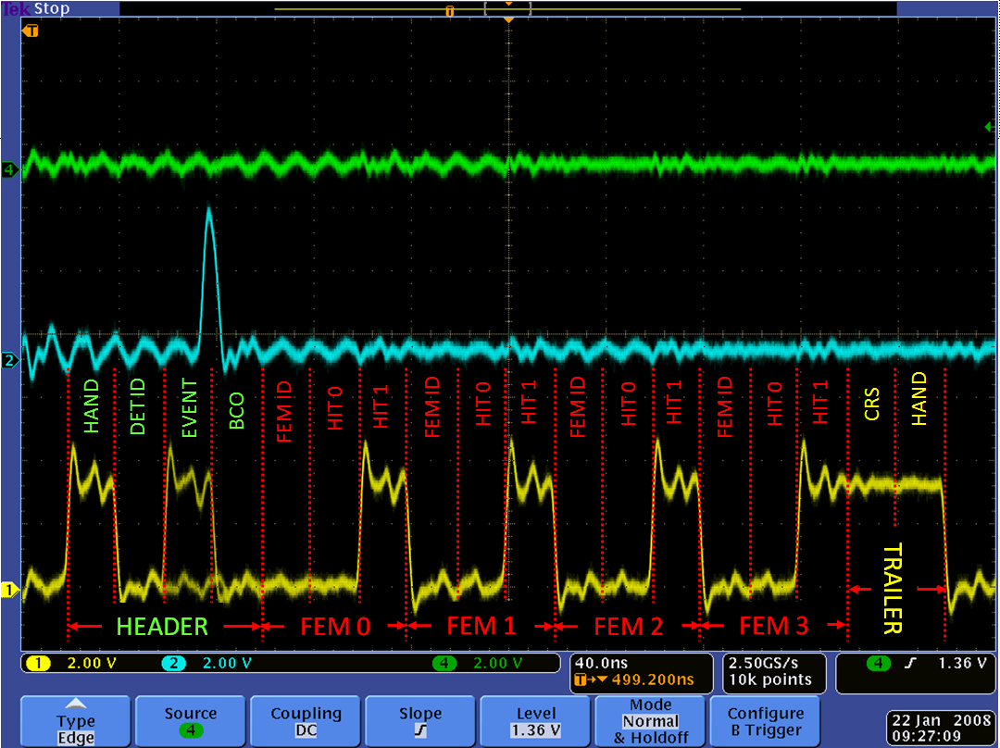 Tek Stop
T
T
4
2
HAND DET ID EVENT BCO FEM ID HIT 0 HIT 1 FEM ID HIT 0 HIT 1 FEM ID HIT 0 HIT 1 FEM ID HIT 0 HIT 1 CRS HAND
1
HEADER FEM 0 FEM 1 FEM 2 FEM 3 TRAILER
1 2.00 V 2 2.00 V 4 2.00 V
40.0ns
T→▼499.200ns
2.50GS/s
10k points
4 1.36 V
Type
Edge
Source
4
Coupling
DC
Slope
Level
1.36 V
Mode
Normal
& Holdoff
Configure
B Trigger
22 Jan 2008
09:27:09